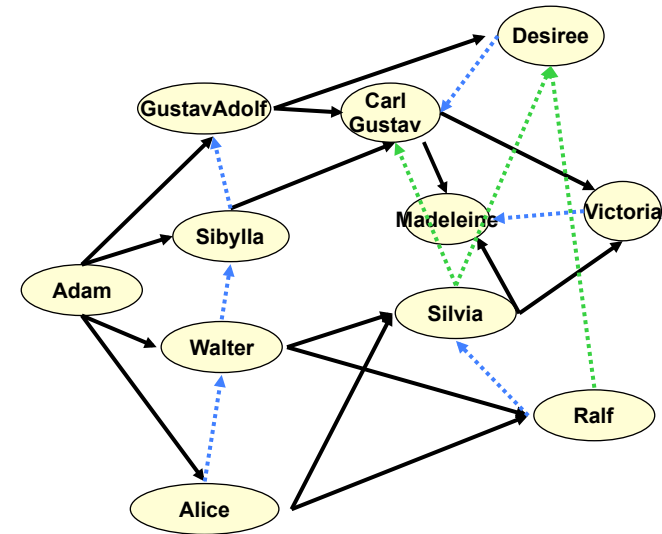 Desiree
GustavAdolf
Carl
Gustav
Madeleine
Victoria
Sibylla
Adam
Silvia
Walter
Ralf
Alice